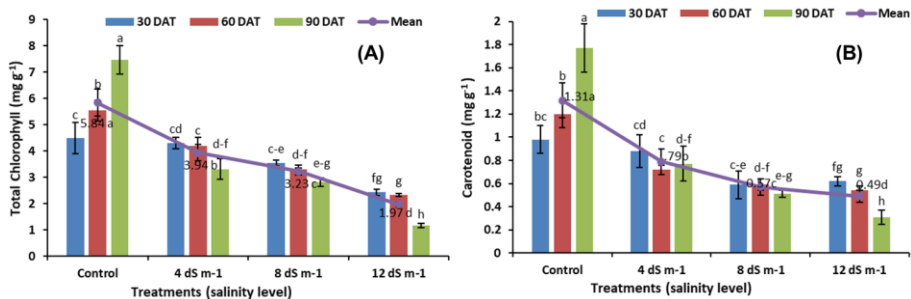 30 DAT 60 DAT 90 DAT Mean
(A)
Total Chlorophyll (mg g-1)
9
8
7
6
5
4
3
2
1
0
c
b
a
5.84 a
cd
c
d-f
3.94 b
c-e
d-f
e-g
3.23 c
fg
g
h
1.97 d
Control 4 dS m-1 8 dS m-1 12 dS m-1
Treatments (salinity level)
30 DAT 60 DAT 90 DAT Mean
(B)
Carotenoid (mg g-1)
2
1.8
1.6
1.4
1.2
1
0.8
0.6
0.4
0.2
0
bc
b
a
1.31a
cd
c
d-f
c-e
d-f
e-g
0.57c
fg
g
h
0.49d
Control 4 dS m-1 8 dS m-1 12 dS m-1
Treatments (salinity level)